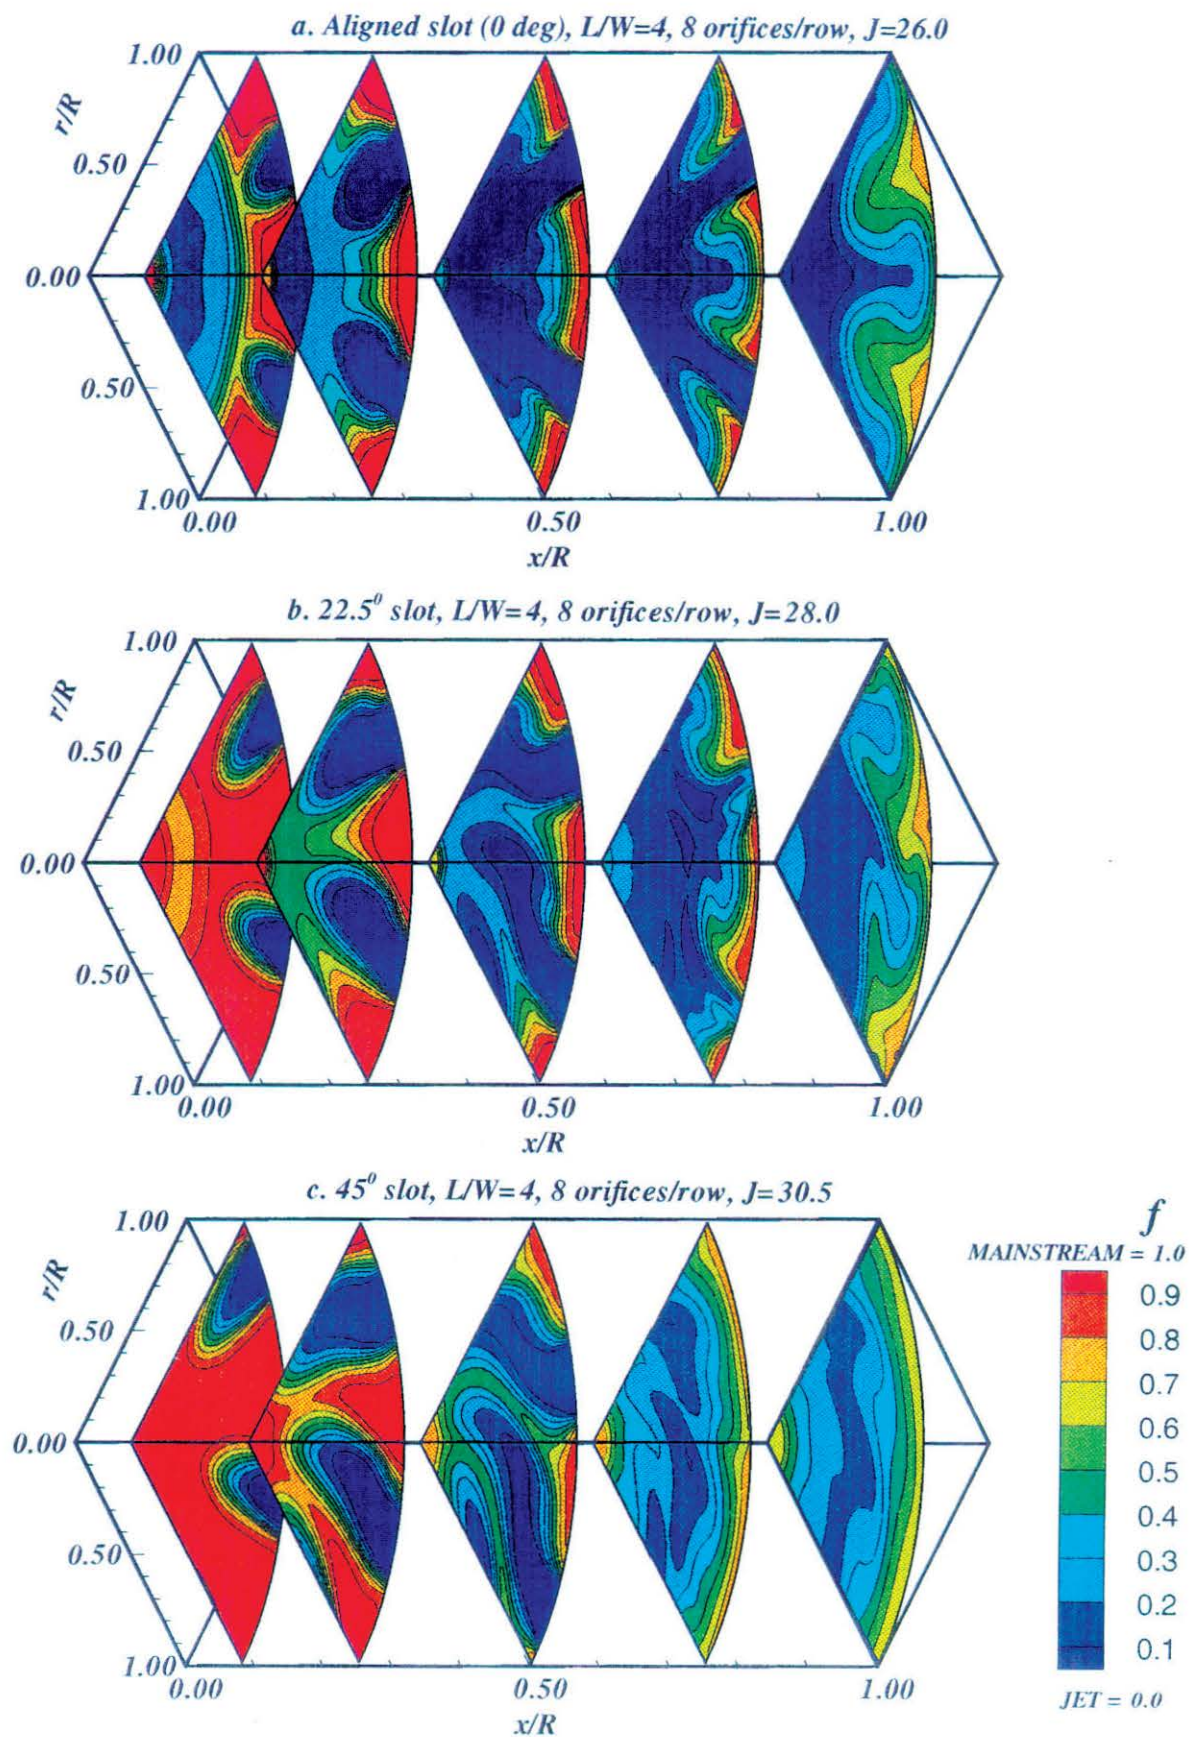 a. Aligned slot (0 deg), L/W=4, 8 orifices/row, J=26.0
1.00
r/R
0.50
0.00
0.50
1.00
0.00 0.50 1.00
x/R
b. 22.5⁰ slot, L/W=4, 8 orifices/row, J=28.0
1.00
r/R
0.50
0.00
0.50
1.00
0.00 0.50 1.00
x/R
c. 45⁰ slot, L/W=4, 8 orifices/row, J=30.5
1.00
r/R
0.50
0.00
0.50
1.00
0.00 0.50 1.00
x/R
f
MAINSTREAM = 1.0
0.9
0.8
0.7
0.6
0.5
0.4
0.3
0.2
0.1
JET = 0.0